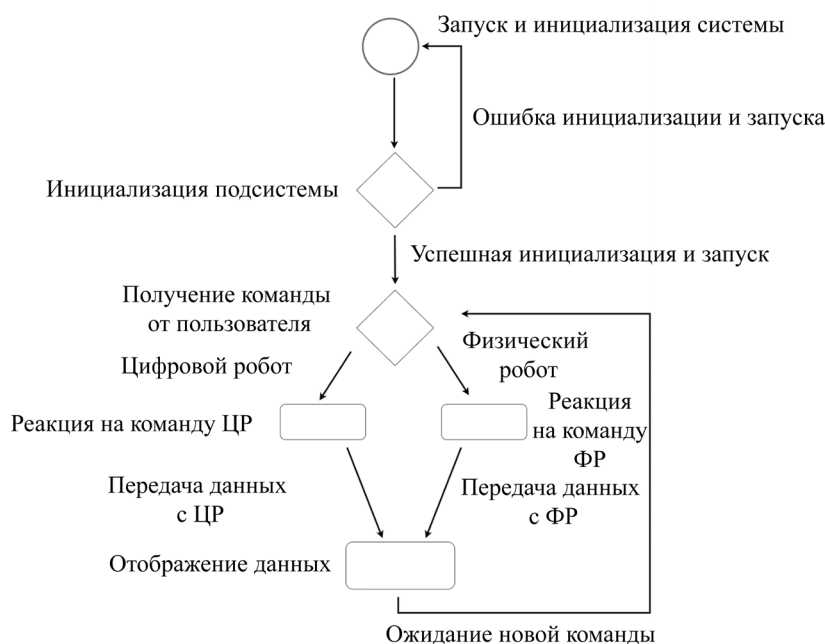 Запуск и инициализация системы
Ошибка инициализации и запуска
Инициализация подсистемы
Успешная инициализация и запуск
Получение команды
от пользователя
Физический
робот
Цифровой робот
Реакция на команду ЦР
Реакция
на команду
ФР
Передача данных
с ЦР
Передача данных
с ФР
Отображение данных
Ожидание новой команды